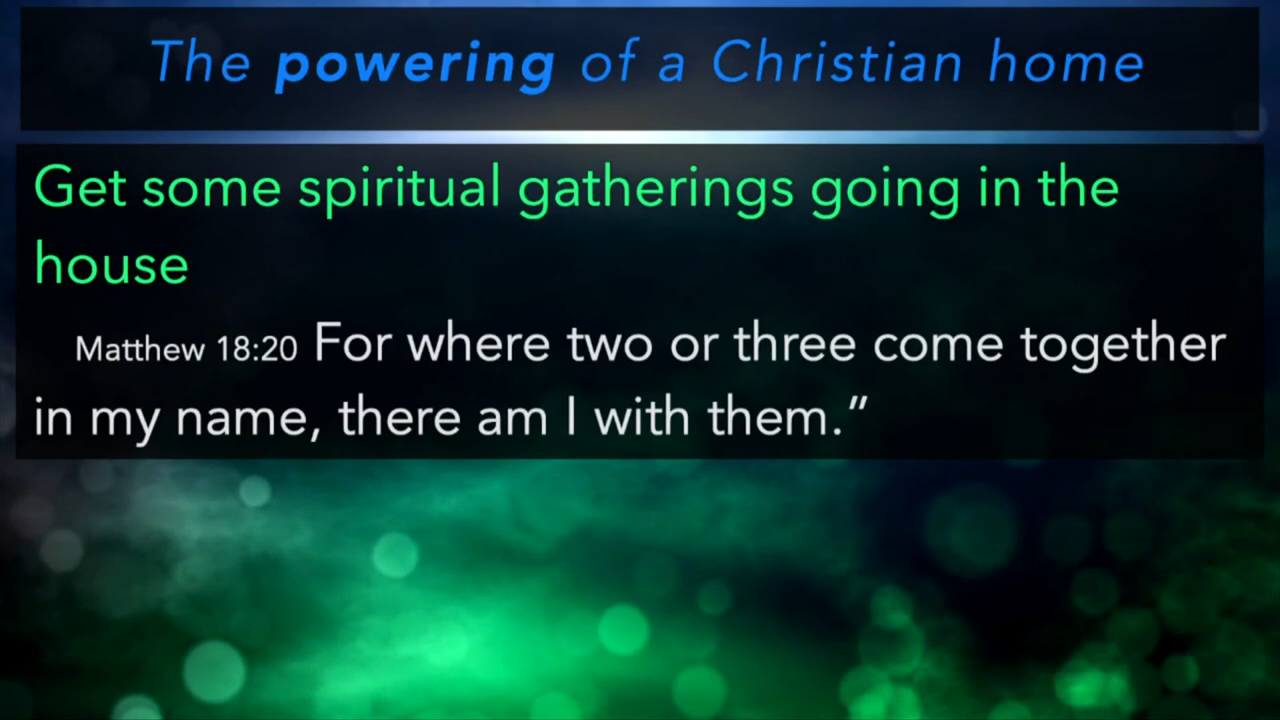 The powering of a Christian home
Get some spiritual gatherings going in the
house
Matthew 18:20 For where two or three come together
in my name, there am I with them.”